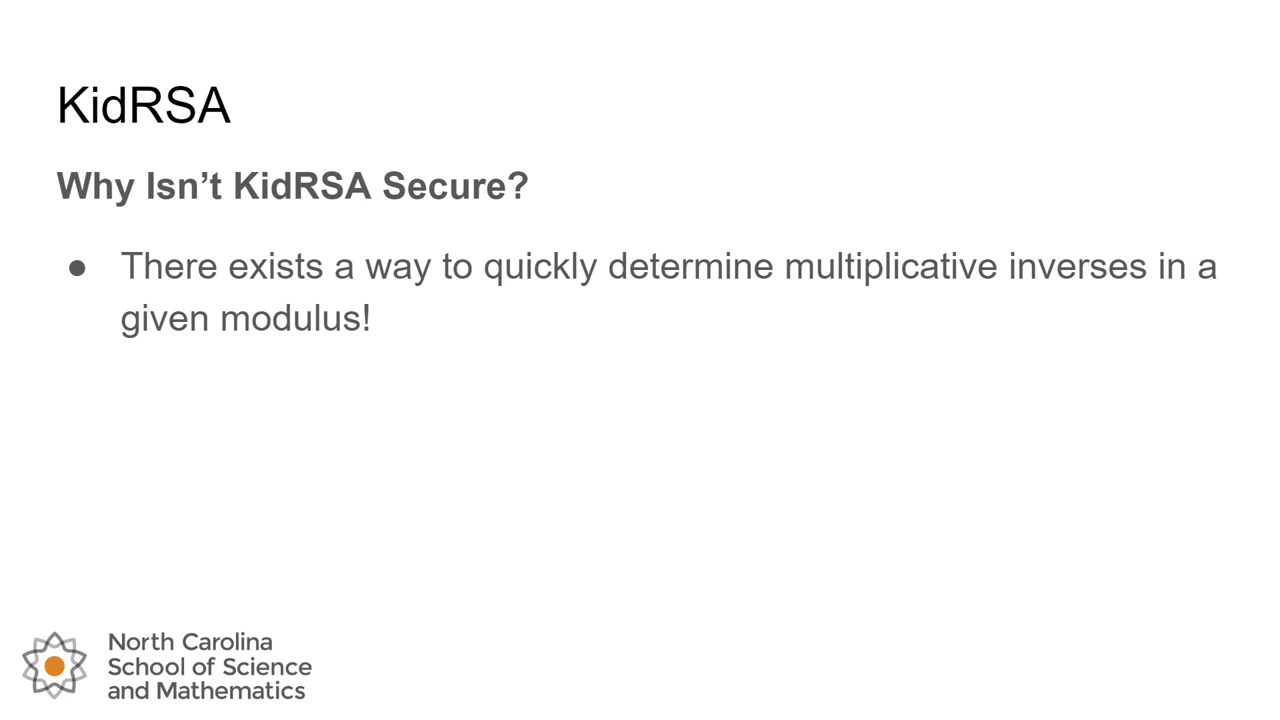 KidRSA
Why Isn’t KidRSA Secure?
● There exists a way to quickly determine multiplicative inverses in a
given modulus!
North Carolina
School of Science
and Mathematics